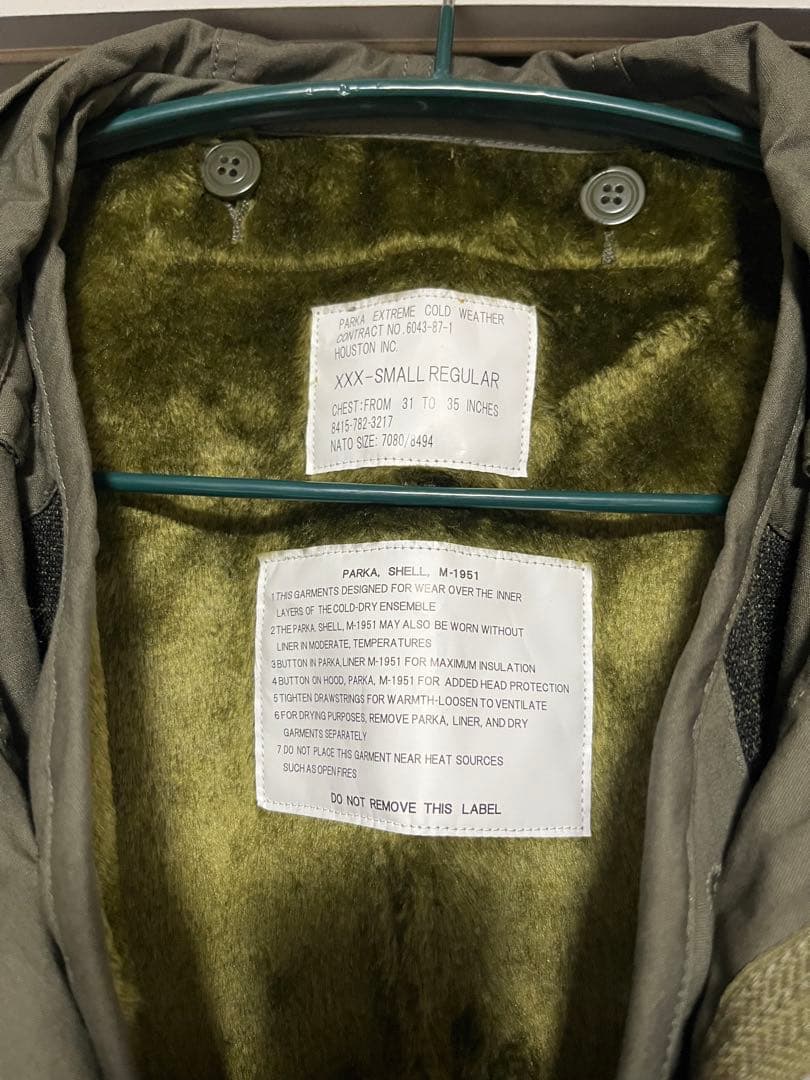 PARKA EXTREME COLD WEATHER
CONTRACT NO.6043-87-1
HOUSTON INC.
XXX-SMALL REGULAR
CHEST:FROM 31 TO 35 INCHES
8415-782-3217
NATO SIZE: 7080/8494
PARKA, SHELL, M-1951
1 THIS GARMENTS DESIGNED FOR WEAR OVER THE INNER
LAYERS OF THE COLD-DRY ENSEMBLE
2 THE PARKA, SHELL, M-1951 MAY ALSO BE WORN WITHOUT
LINER IN MODERATE, TEMPERATURES
3 BUTTON IN PARKA,LINER M-1951 FOR MAXIMUM INSULATION
4 BUTTON ON HOOD, PARKA, M-1951 FOR ADDED HEAD PROTECTION
5 TIGHTEN DRAWSTRINGS FOR WARMTH-LOOSEN TO VENTILATE
6 FOR DRYING PURPOSES, REMOVE PARKA, LINER, AND DRY
GARMENTS SEPARATELY
7 DO NOT PLACE THIS GARMENT NEAR HEAT SOURCES
SUCH AS OPEN FIRES
DO NOT REMOVE THIS LABEL